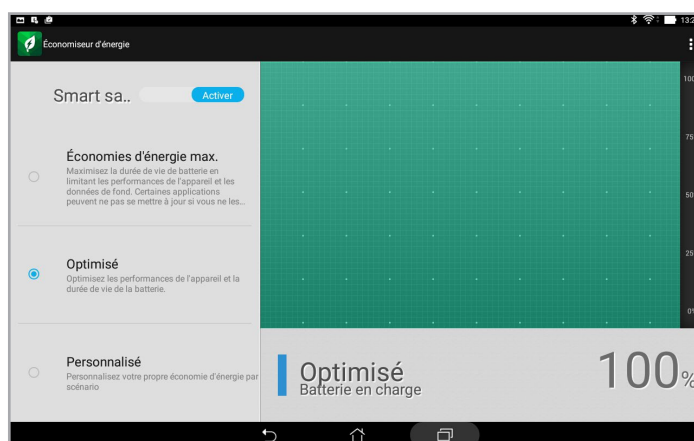 13:2
Économiseur d'énergie
Smart sa..
Activer
Économies d'énergie max.
Maximisez la durée de vie de batterie en
limitant les performances de l'appareil et les
données de fond. Certaines applications
peuvent ne pas se mettre à jour si vous ne les…
Optimisé
Optimisez les performances de l'appareil et la
durée de vie de la batterie.
Personnalisé
Personnalisez votre propre économie d'énergie par
scénario
100
75
50
25
0%
Optimisé
Batterie en charge
100%